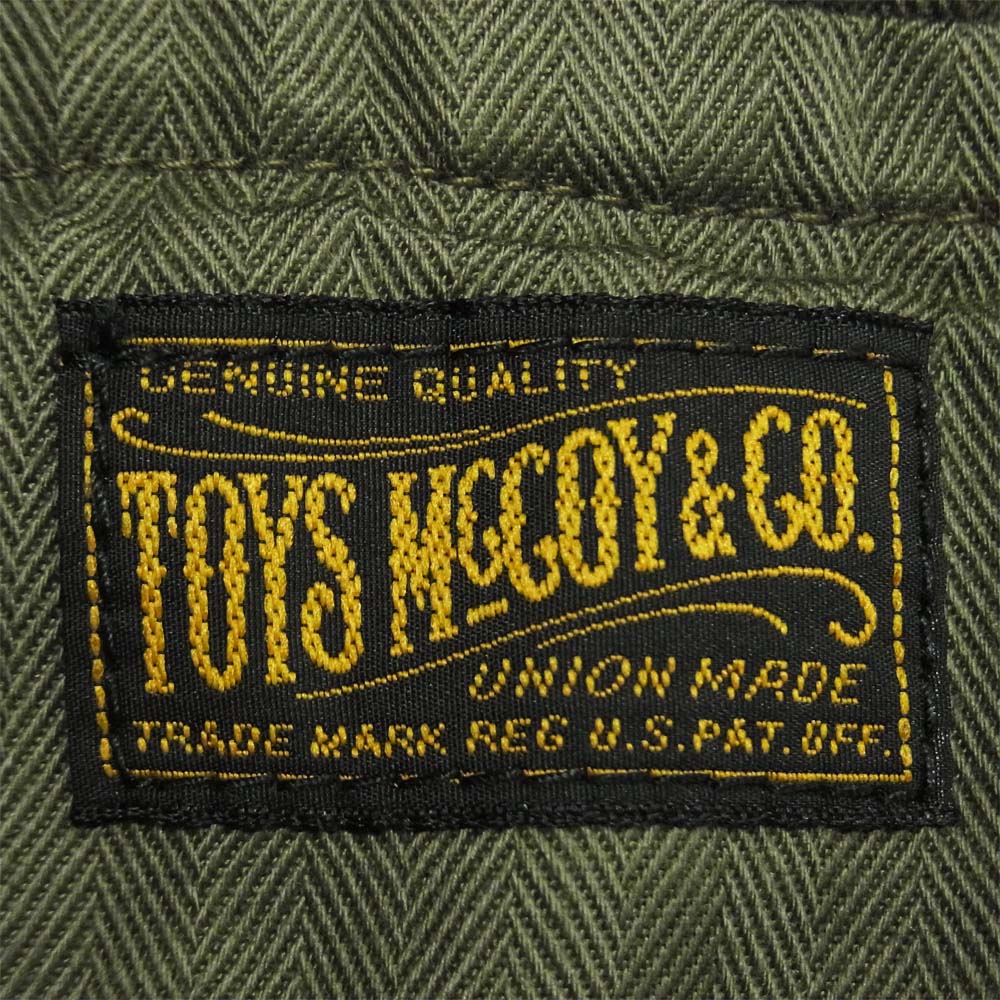 GENUINE QUALITY
TOYS McCOY & CO.
UNION MADE
TRADE MARK REG U.S. PAT. OFF.